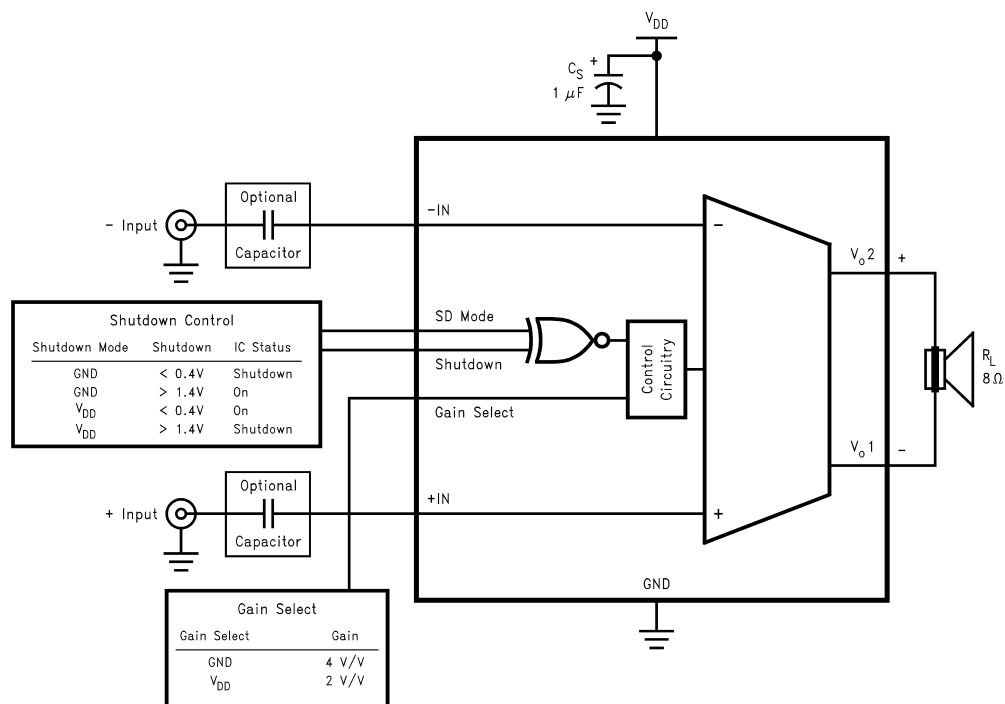 V_DD
C_S +
1 µF
Optional
- Input
Capacitor
-IN
−
V_o2 +
Shutdown Control
Shutdown Mode Shutdown IC Status
GND < 0.4V Shutdown
GND > 1.4V On
V_DD < 0.4V On
V_DD > 1.4V Shutdown
SD Mode
Shutdown
Gain Select
Control
Circuitry
R_L
8Ω
V_o1 -
Optional
+ Input
Capacitor
+IN
+
GND
Gain Select
Gain Select Gain
GND 4 V/V
V_DD 2 V/V